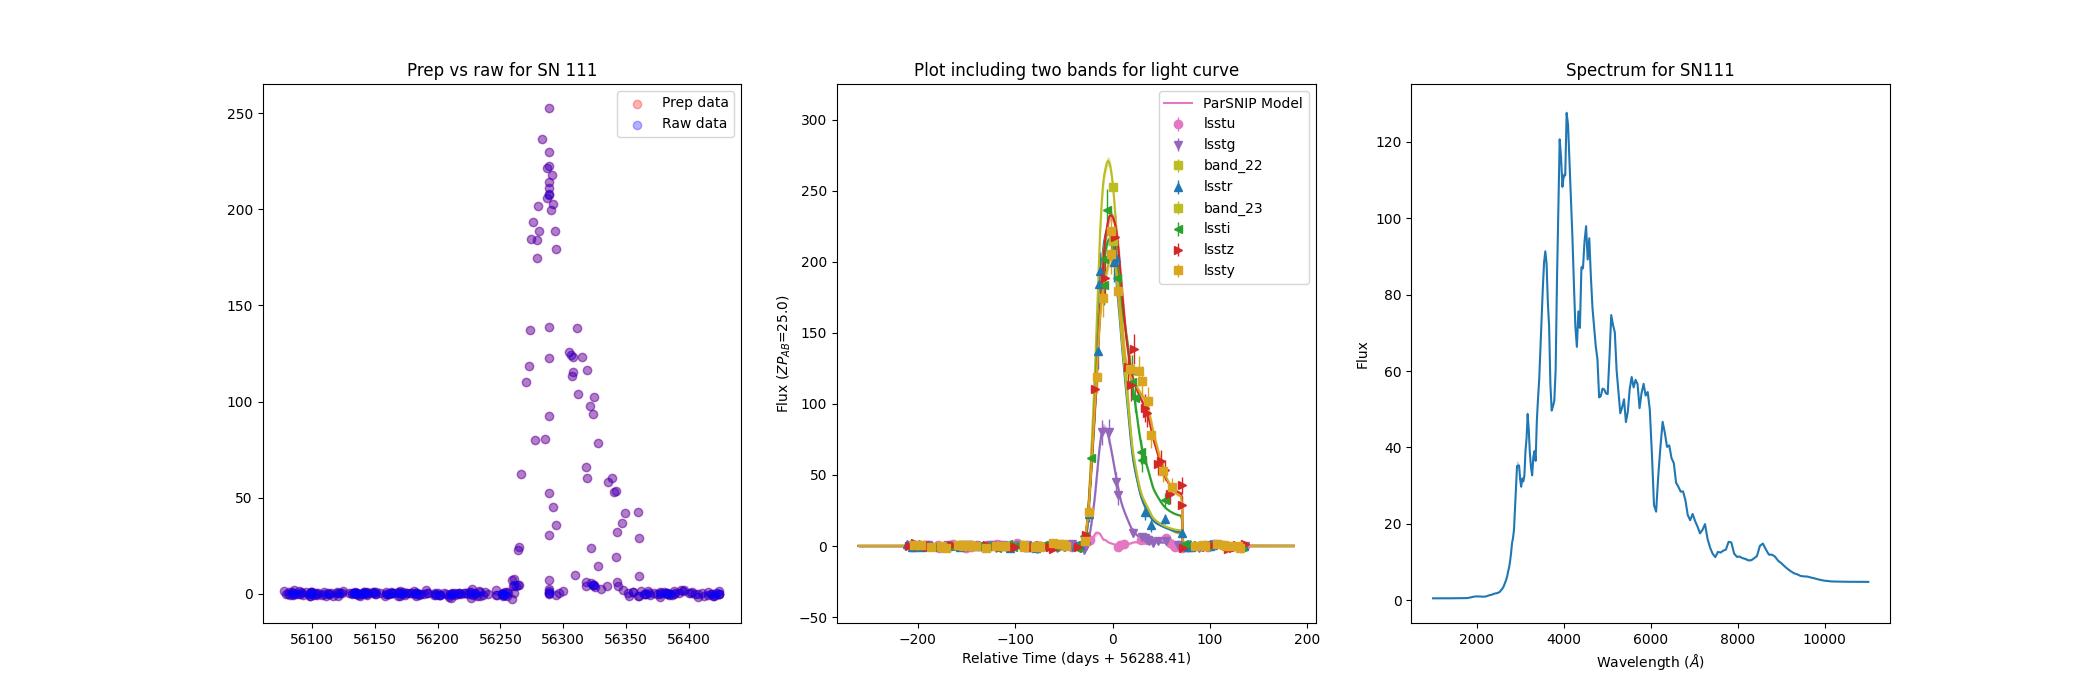 Prep vs raw for SN 111
Prep data
Raw data
250
200
150
100
50
0
56100 56150 56200 56250 56300 56350 56400
Plot including two bands for light curve
ParSNIP Model
lsstu
lsstg
band_22
lsstr
band_23
lssti
lsstz
lssty
Flux (ZP_AB=25.0)
300
250
200
150
100
50
0
−50
−200 −100 0 100 200
Relative Time (days + 56288.41)
Spectrum for SN111
Flux
120
100
80
60
40
20
0
2000 4000 6000 8000 10000
Wavelength (Å)